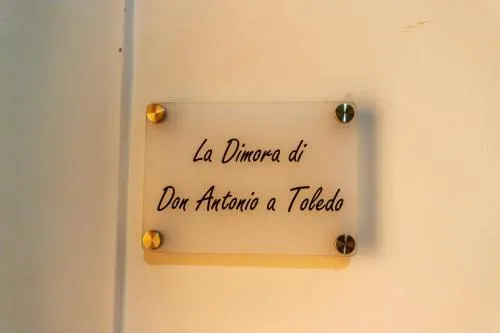 La Dimora di
Don Antonio a Toledo